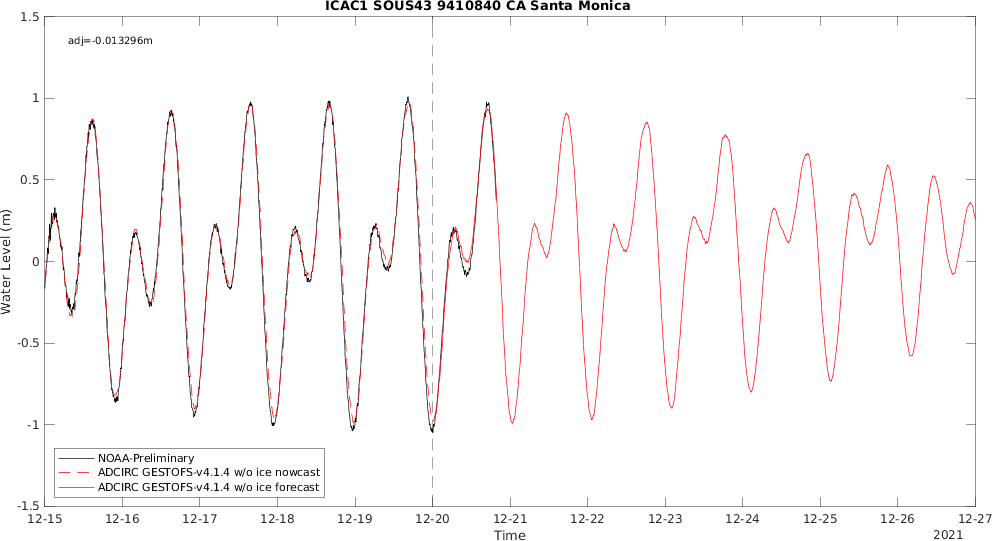 ICAC1 SOUS43 9410840 CA Santa Monica
adj=-0.013296m
1.5
1
0.5
0
-0.5
-1
-1.5
Water Level (m)
NOAA-Preliminary
ADCIRC GESTOFS-v4.1.4 w/o ice nowcast
ADCIRC GESTOFS-v4.1.4 w/o ice forecast
12-15 12-16 12-17 12-18 12-19 12-20 12-21 12-22 12-23 12-24 12-25 12-26 12-27
Time
2021